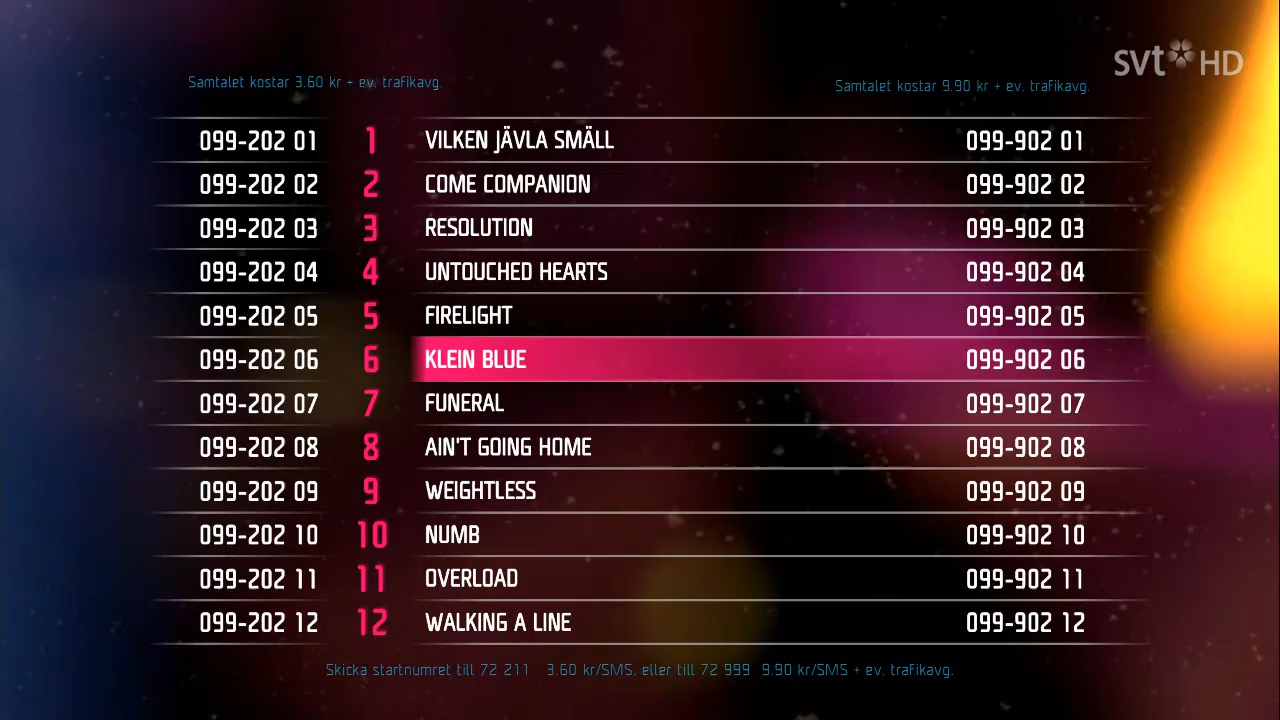 svt HD
Samtalet kostar 3.60 kr + ev. trafikavg.
Samtalet kostar 9.90 kr + ev. trafikavg.
099-202 01 1 VILKEN JÄVLA SMÄLL 099-902 01
099-202 02 2 COME COMPANION 099-902 02
099-202 03 3 RESOLUTION 099-902 03
099-202 04 4 UNTOUCHED HEARTS 099-902 04
099-202 05 5 FIRELIGHT 099-902 05
099-202 06 6 KLEIN BLUE 099-902 06
099-202 07 7 FUNERAL 099-902 07
099-202 08 8 AIN'T GOING HOME 099-902 08
099-202 09 9 WEIGHTLESS 099-902 09
099-202 10 10 NUMB 099-902 10
099-202 11 11 OVERLOAD 099-902 11
099-202 12 12 WALKING A LINE 099-902 12
Skicka startnumret till 72 211 3.60 kr/SMS, eller till 72 999 9.90 kr/SMS + ev. trafikavg.